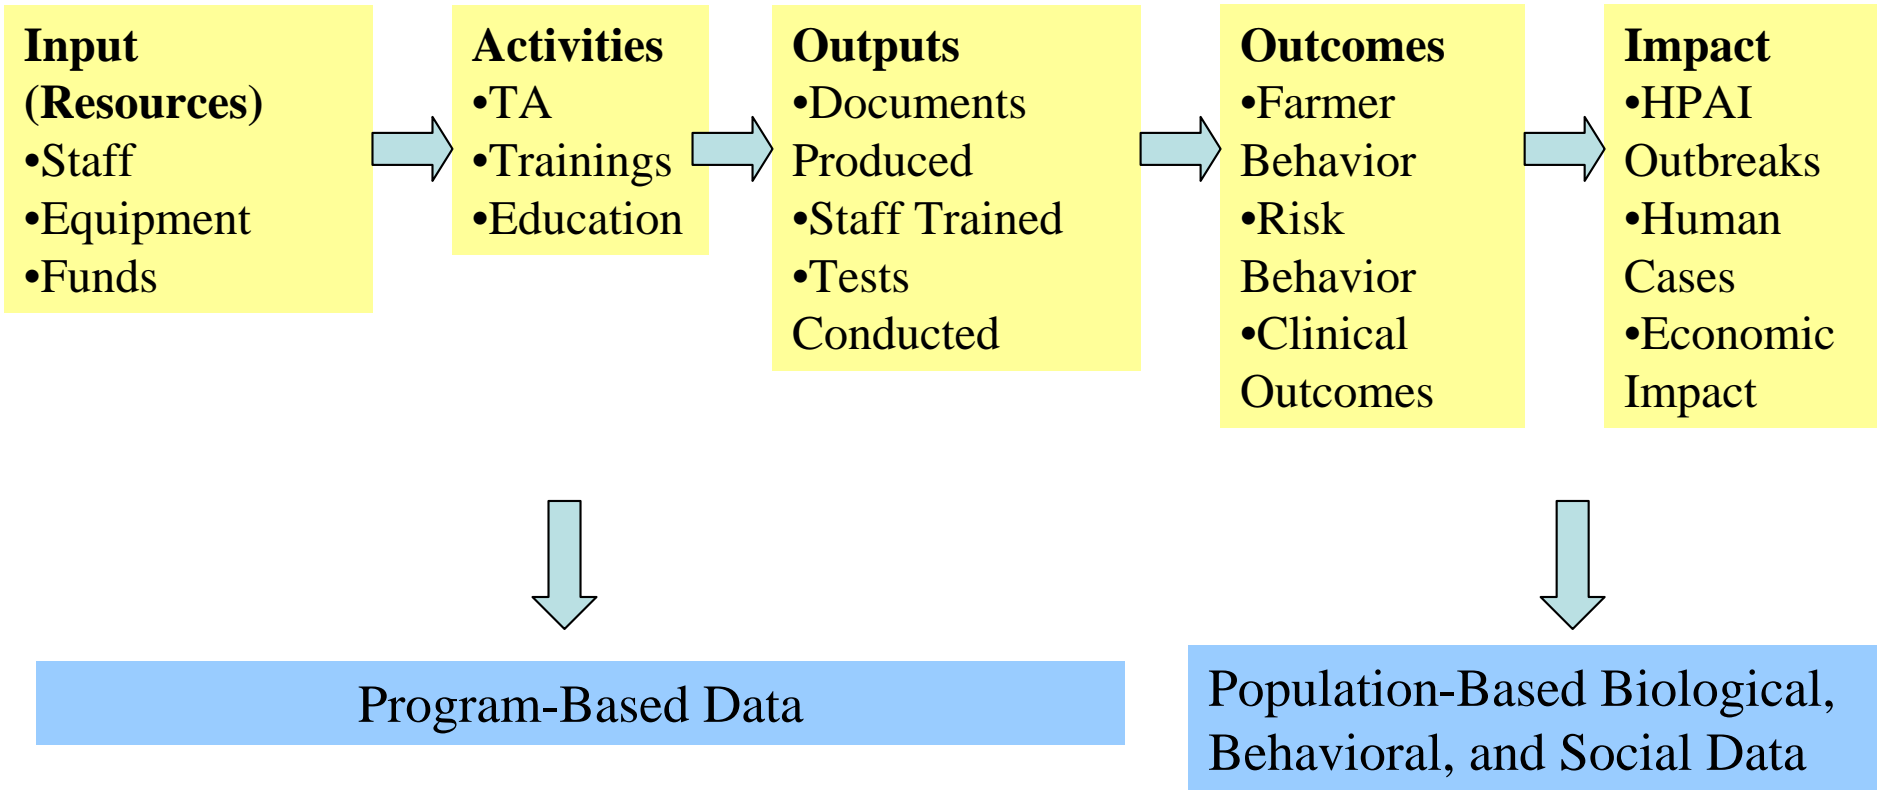 Input
(Resources)
•Staff
•Equipment
•Funds
Activities
•TA
•Trainings
•Education
Outputs
•Documents
Produced
•Staff Trained
•Tests
Conducted
Outcomes
•Farmer
Behavior
•Risk
Behavior
•Clinical
Outcomes
Impact
•HPAI
Outbreaks
•Human
Cases
•Economic
Impact
Program-Based Data
Population-Based Biological,
Behavioral, and Social Data